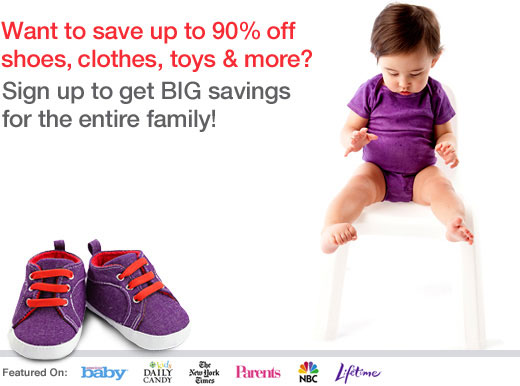 Want to save up to 90% off
shoes, clothes, toys & more?
Sign up to get BIG savings
for the entire family!
Featured On: baby kids DAILY CANDY The New York Times Parents NBC Lifetime